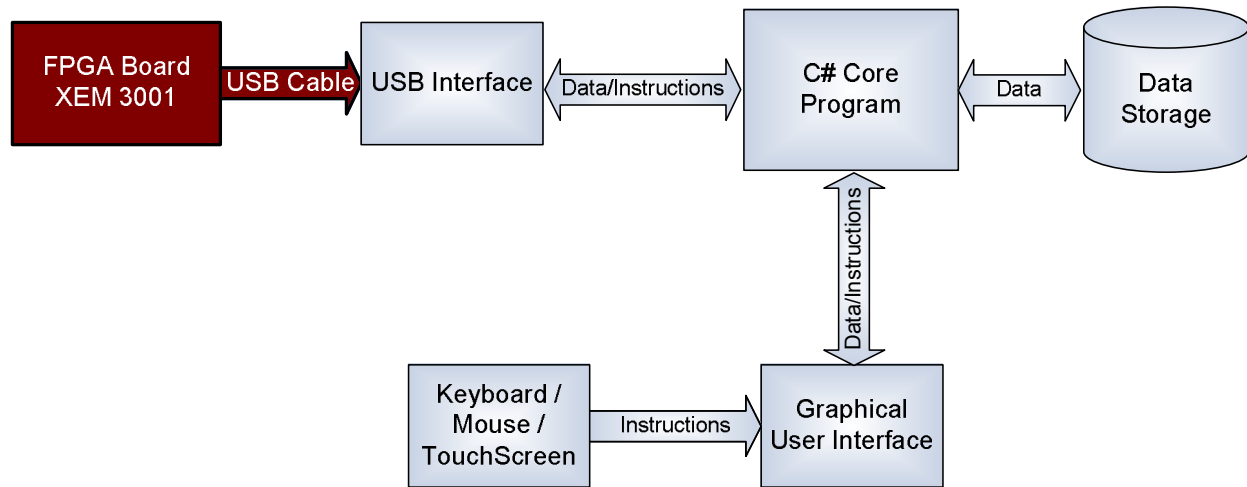 FPGA Board
XEM 3001
USB Cable
USB Interface
Data/Instructions
C# Core
Program
Data
Data
Storage
Data/Instructions
Keyboard /
Mouse /
TouchScreen
Instructions
Graphical
User Interface